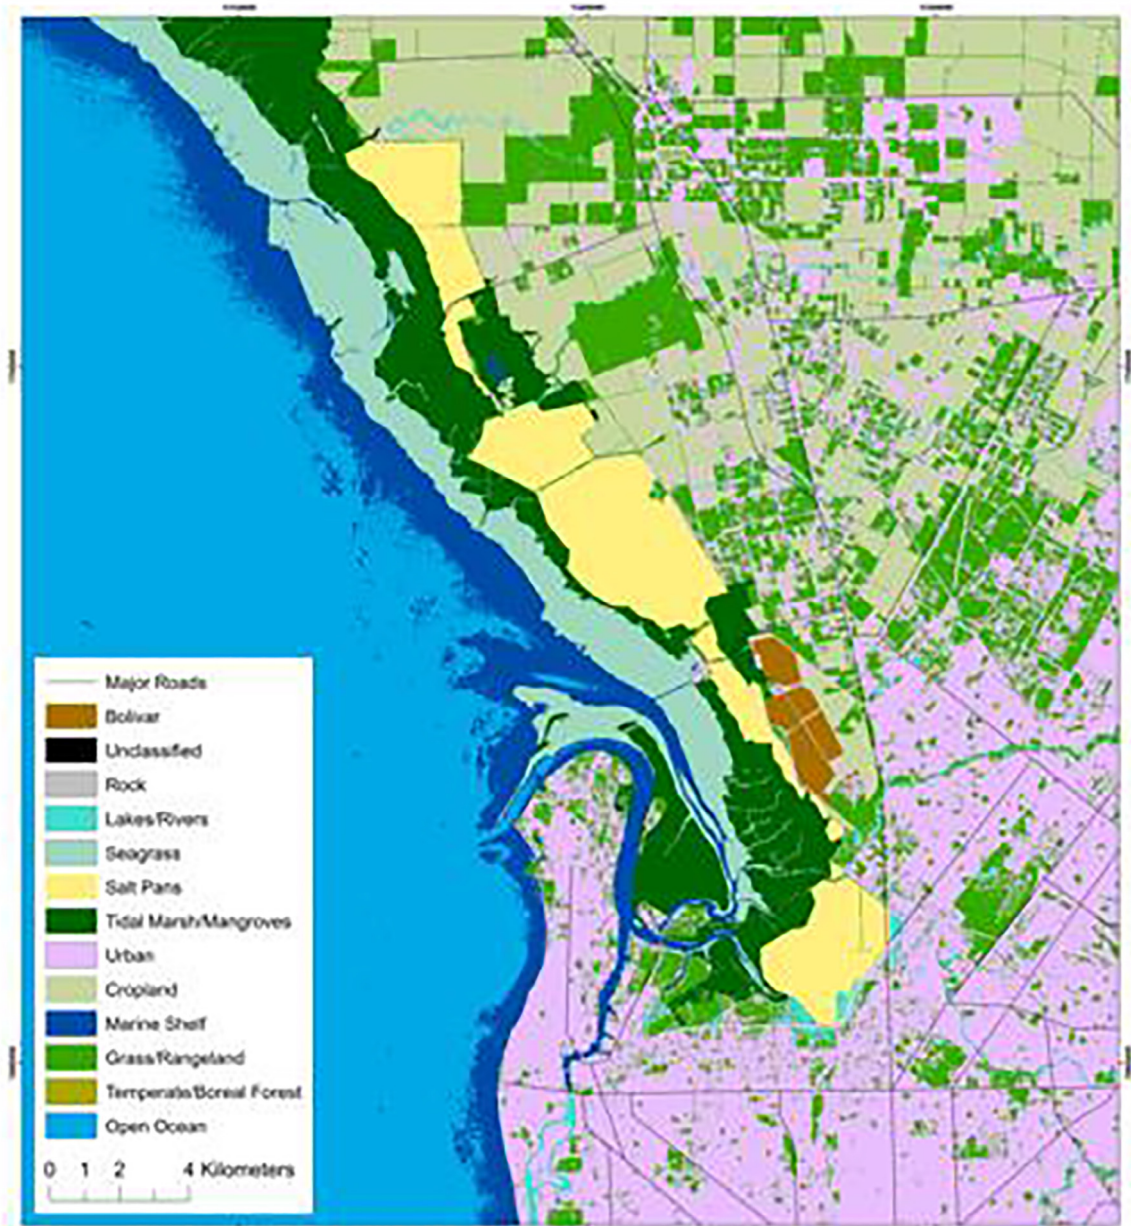 Major Roads
Bolivar
Unclassified
Rock
Lakes/Rivers
Seagrass
Salt Pans
Tidal Marsh/Mangroves
Urban
Cropland
Marine Shelf
Grass/Rangeland
Temperate/Boreal Forest
Open Ocean
0 1 2 4 Kilometers